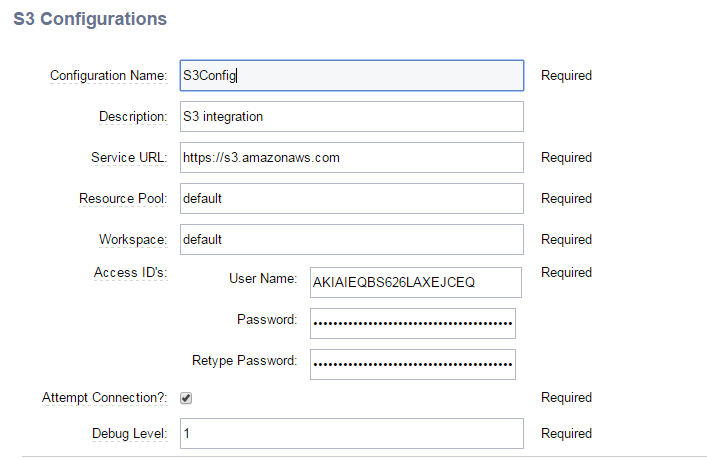 S3 Configurations
Configuration Name: S3Config Required
Description: S3 integration
Service URL: https://s3.amazonaws.com Required
Resource Pool: default Required
Workspace: default Required
Access ID's: User Name: AKIAIEQBS626LAXEJCEQ Required
Password: ••••••••••••••••••••••••••••••••••••••••
Retype Password: ••••••••••••••••••••••••••••••••••••••••
Attempt Connection?: Required
Debug Level: 1 Required